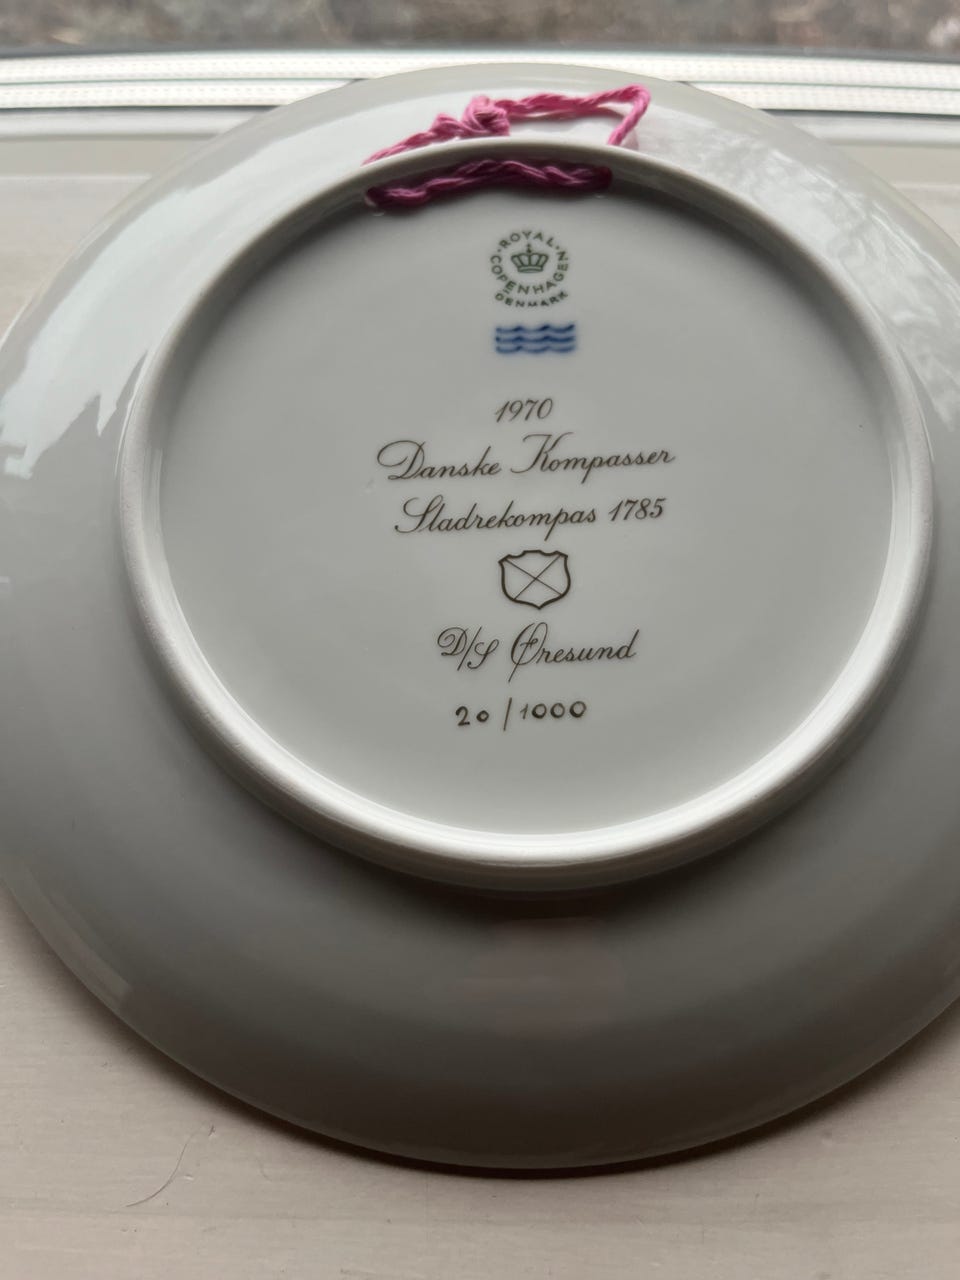 ROYAL
COPENHAGEN
DENMARK
1970
Danske Kompasser
Sladrekompas 1785
D/S Øresund
20/1000